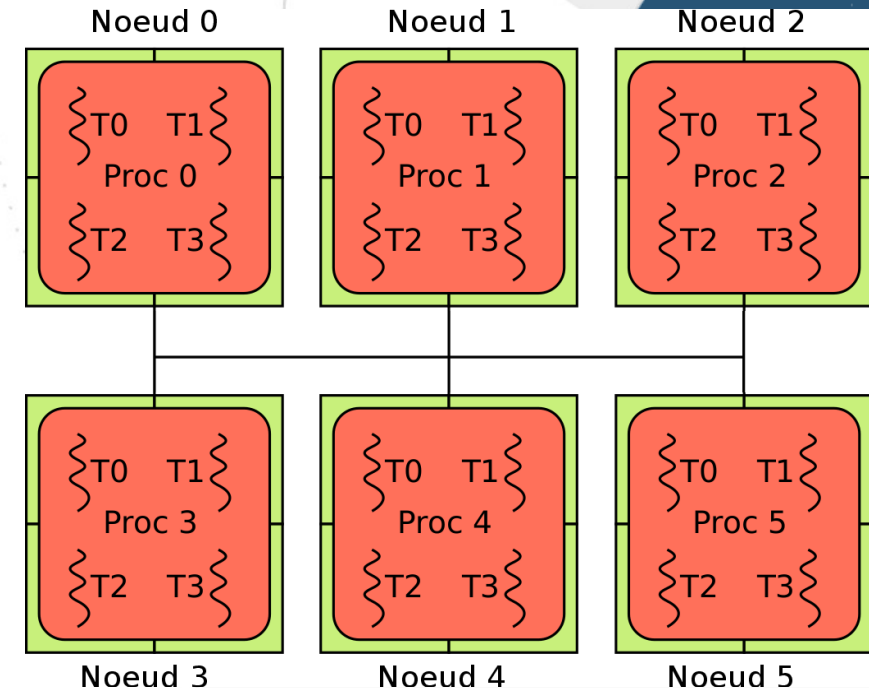 Noeud 0 Noeud 1 Noeud 2
T0 T1 T0 T1 T0 T1
Proc 0 Proc 1 Proc 2
T2 T3 T2 T3 T2 T3
T0 T1 T0 T1 T0 T1
Proc 3 Proc 4 Proc 5
T2 T3 T2 T3 T2 T3
Noeud 3 Noeud 4 Noeud 5